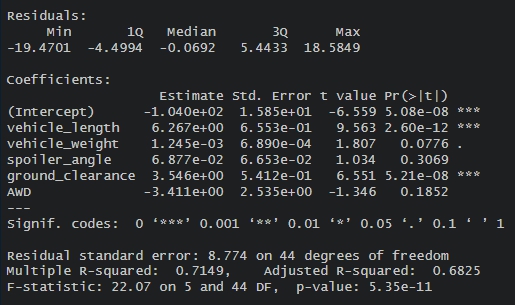 Residuals:
Min 1Q Median 3Q Max
-19.4701 -4.4994 -0.0692 5.4433 18.5849
Coefficients:
Estimate Std. Error t value Pr(>|t|)
(Intercept) -1.040e+02 1.585e+01 -6.559 5.08e-08 ***
vehicle_length 6.267e+00 6.553e-01 9.563 2.60e-12 ***
vehicle_weight 1.245e-03 6.890e-04 1.807 0.0776 .
spoiler_angle 6.877e-02 6.653e-02 1.034 0.3069
ground_clearance 3.546e+00 5.412e-01 6.551 5.21e-08 ***
AWD -3.411e+00 2.535e+00 -1.346 0.1852
---
Signif. codes: 0 ‘***’ 0.001 ‘**’ 0.01 ‘*’ 0.05 ‘.’ 0.1 ‘ ’ 1
Residual standard error: 8.774 on 44 degrees of freedom
Multiple R-squared: 0.7149, Adjusted R-squared: 0.6825
F-statistic: 22.07 on 5 and 44 DF, p-value: 5.35e-11